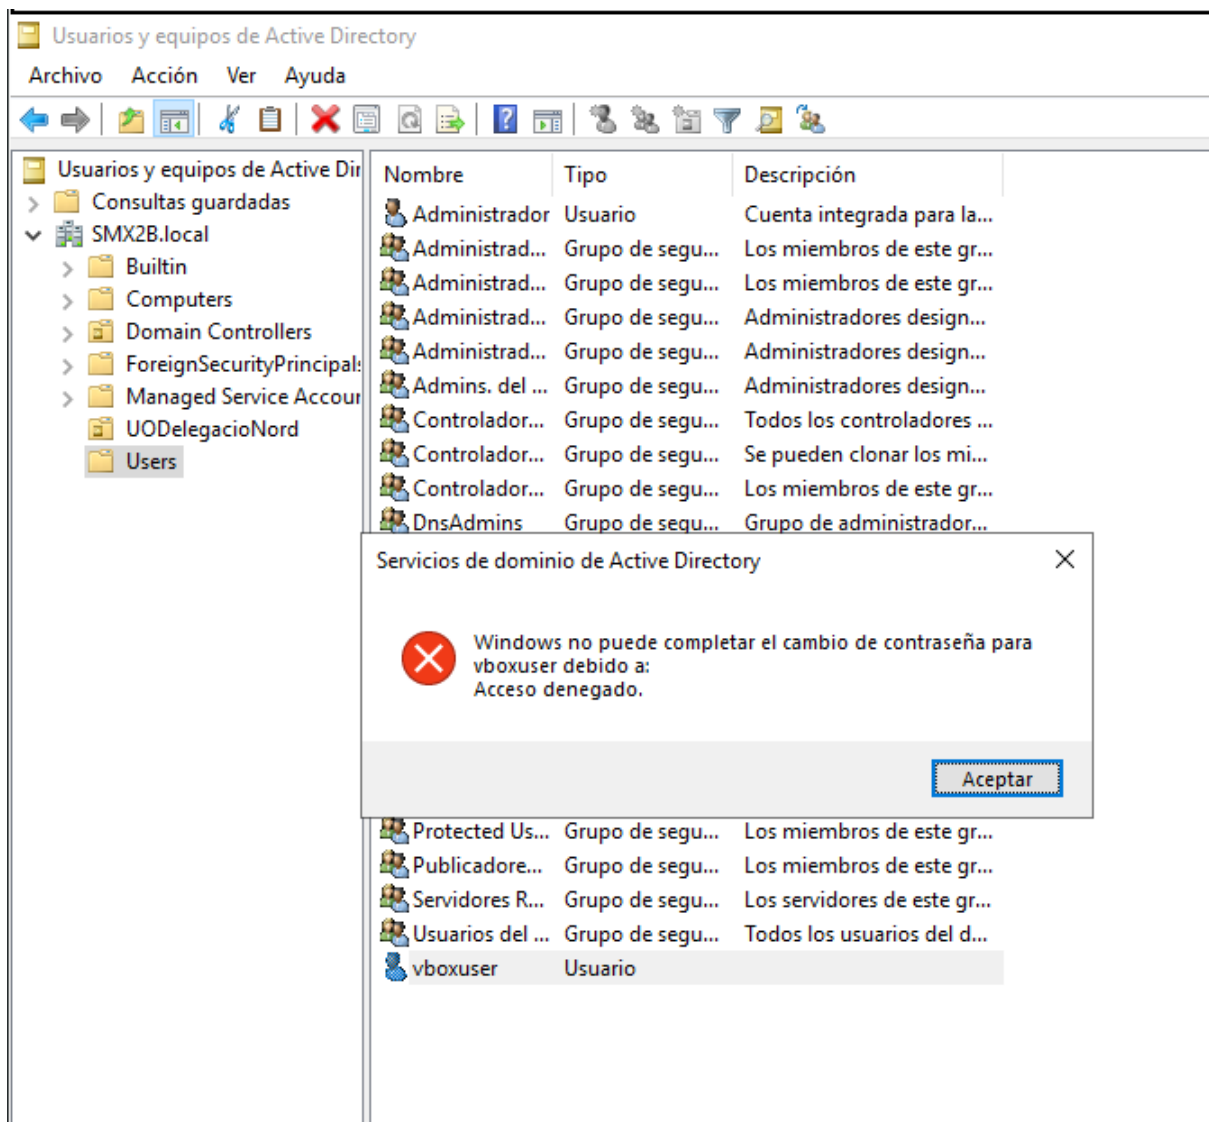 Usuarios y equipos de Active Directory
Archivo Acción Ver Ayuda
Usuarios y equipos de Active Dir
Consultas guardadas
SMX2B.local
Builtin
Computers
Domain Controllers
ForeignSecurityPrincipals
Managed Service Accour
UODelegacioNord
Users
Nombre Tipo Descripción
Administrador Usuario Cuenta integrada para la...
Administrad... Grupo de segu... Los miembros de este gr...
Administrad... Grupo de segu... Los miembros de este gr...
Administrad... Grupo de segu... Administradores design...
Administrad... Grupo de segu... Administradores design...
Admins. del ... Grupo de segu... Administradores design...
Controlador... Grupo de segu... Todos los controladores ...
Controlador... Grupo de segu... Se pueden clonar los mi...
Controlador... Grupo de segu... Los miembros de este gr...
DnsAdmins Grupo de segu... Grupo de administrador...
Servicios de dominio de Active Directory
Windows no puede completar el cambio de contraseña para
vboxuser debido a:
Acceso denegado.
Aceptar
Protected Us... Grupo de segu... Los miembros de este gr...
Publicadore... Grupo de segu... Los miembros de este gr...
Servidores R... Grupo de segu... Los servidores de este gr...
Usuarios del ... Grupo de segu... Todos los usuarios del d...
vboxuser Usuario